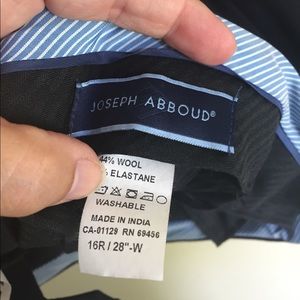 JOSEPH ABBOUD®
44% WOOL
% ELASTANE
WASHABLE
MADE IN INDIA
CA-01129 RN 69456
16R / 28"-W